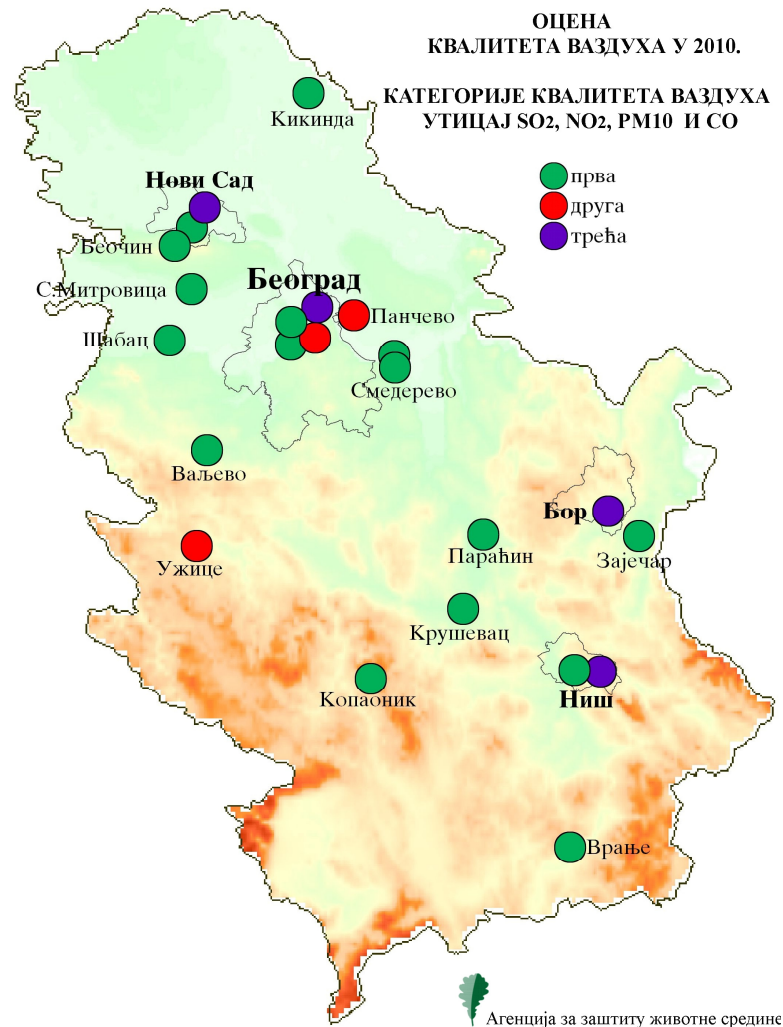 ОЦЕНА
КВАЛИТЕТА ВАЗДУХА У 2010.
КАТЕГОРИЈЕ КВАЛИТЕТА ВАЗДУХА
УТИЦАЈ SO2, NO2, PM10 И CO
прва
друга
трећа
Кикинда
Нови Сад
Беочин
С.Митровица
Београд
Панчево
Шабац
Смедерево
Ваљево
Бор
Ужице
Параћин
Зајечар
Крушевац
Копаоник
Ниш
Врање
Агенција за заштиту животне средине